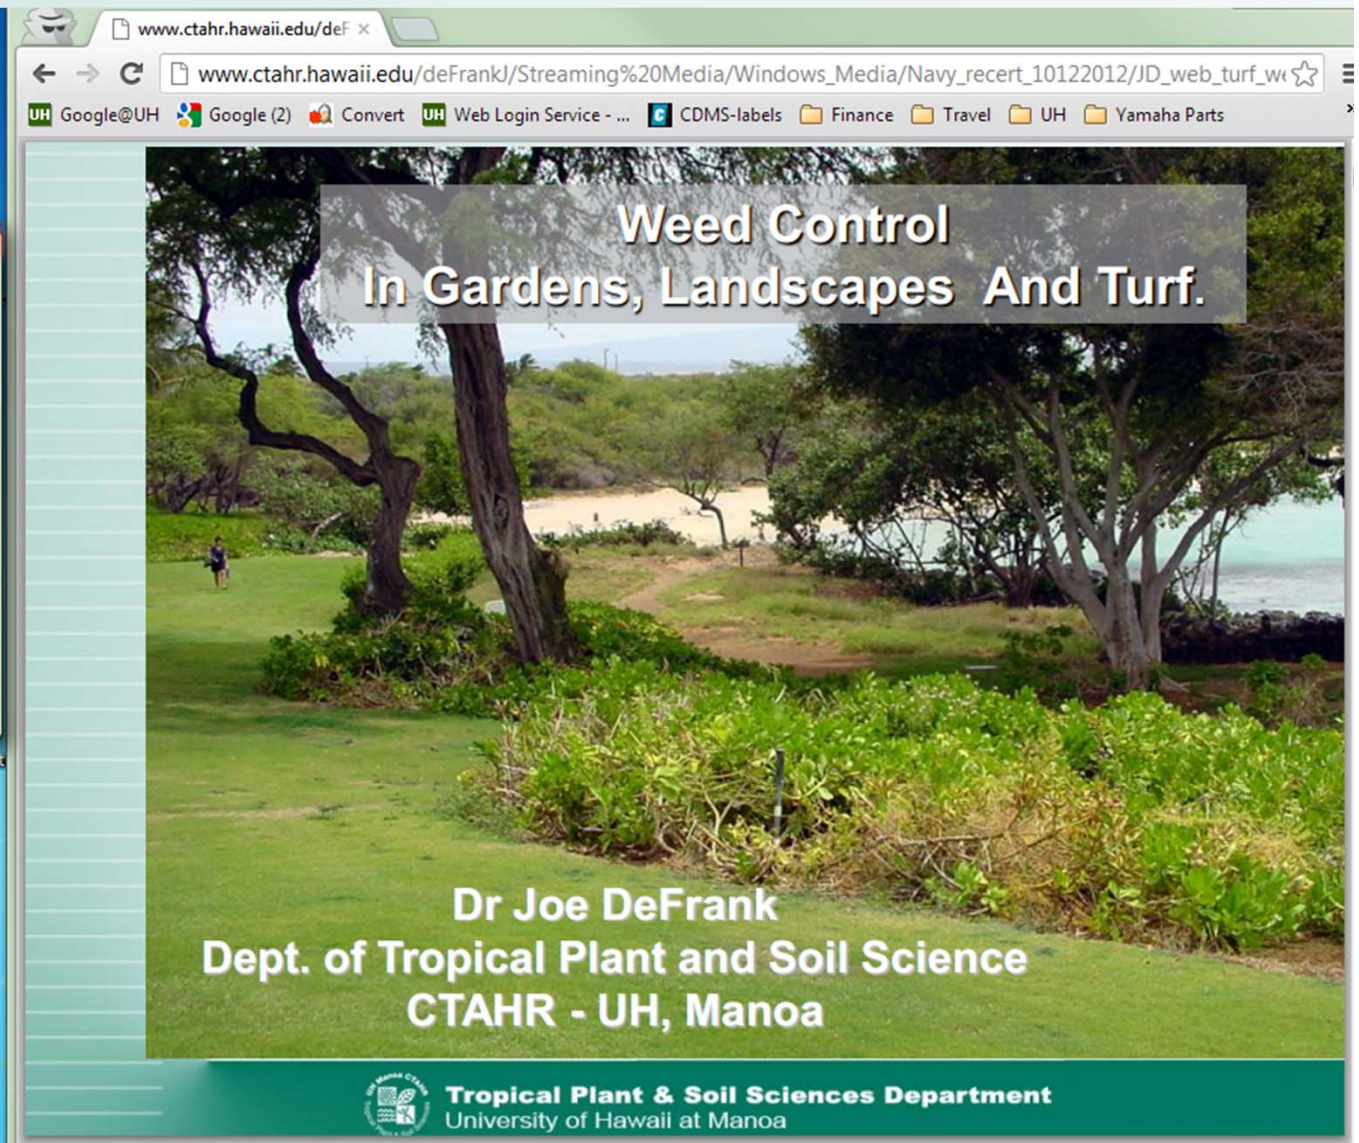 www.ctahr.hawaii.edu/deF
www.ctahr.hawaii.edu/deFrankJ/Streaming%20Media/Windows_Media/Navy_recert_10122012/JD_web_turf_we
UH Google@UH Google (2) Convert UH Web Login Service - ... C CDMS-labels Finance Travel UH Yamaha Parts
Weed Control
In Gardens, Landscapes And Turf.
Dr Joe DeFrank
Dept. of Tropical Plant and Soil Science
CTAHR - UH, Manoa
Tropical Plant & Soil Sciences Department
University of Hawaii at Manoa